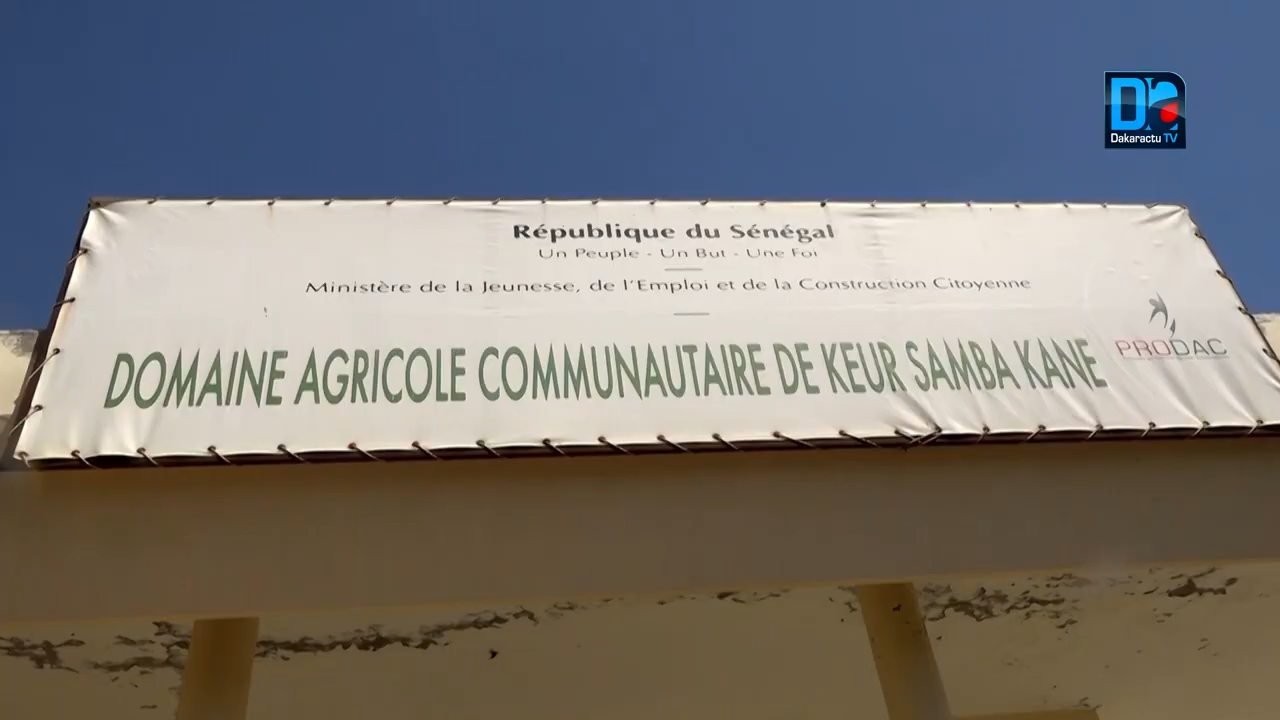 Dakaractu TV
République du Sénégal
Un Peuple - Un But - Une Foi
Ministère de la Jeunesse, de l'Emploi et de la Construction Citoyenne
DOMAINE AGRICOLE COMMUNAUTAIRE DE KEUR SAMBA KANE
PRODAC